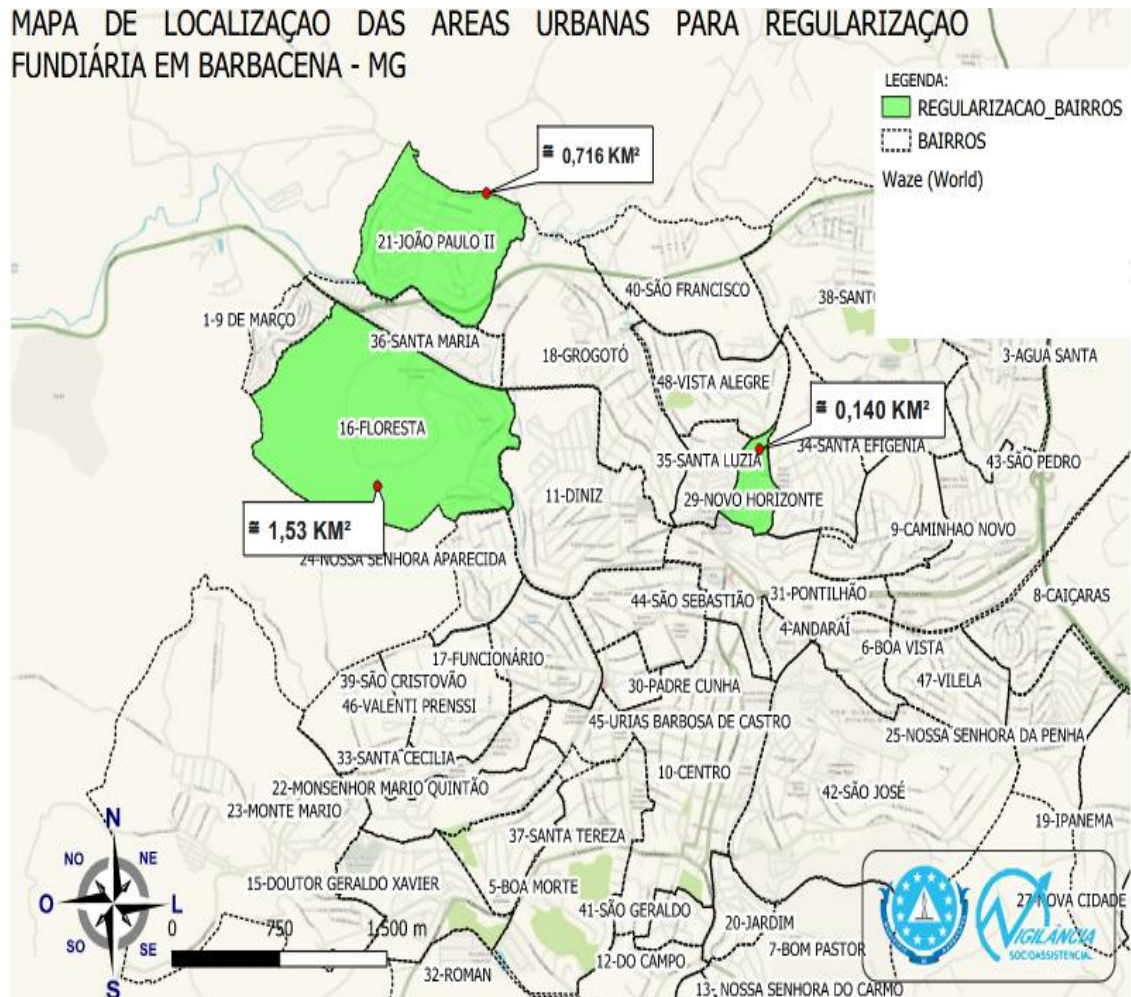 MAPA DE LOCALIZAÇAO DAS AREAS URBANAS PARA REGULARIZAÇAO
FUNDIÁRIA EM BARBACENA - MG
LEGENDA:
REGULARIZACAO_BAIRROS
BAIRROS
Waze (World)
≅ 0,716 KM²
21-JOÃO PAULO II
40-SÃO FRANCISCO
38-SANT
1-9 DE MARÇO
36-SANTA MARIA
18-GROGOTÓ
3-AGUA SANTA
48-VISTA ALEGRE
≅ 0,140 KM²
16-FLORESTA
34-SANTA EFIGENIA
35-SANTA LUZIA
43-SÃO PEDRO
11-DINIZ
29-NOVO HORIZONTE
≅ 1,53 KM²
9-CAMINHAO NOVO
24-NOSSA SENHORA APARECIDA
44-SÃO SEBASTIÃO
31-PONTILHÃO
8-CAIÇARAS
4-ANDARAÍ
6-BOA VISTA
17-FUNCIONÁRIO
39-SÃO CRISTOVÃO
30-PADRE CUNHA
47-VILELA
46-VALENTI PRENSSI
45-URIAS BARBOSA DE CASTRO
25-NOSSA SENHORA DA PENHA
33-SANTA CECILIA
10-CENTRO
22-MONSENHOR MARIO QUINTÃO
42-SÃO JOSÉ
23-MONTE MARIO
19-IPANEMA
37-SANTA TEREZA
N
NO NE
O L
SO SE
S
15-DOUTOR GERALDO XAVIER
5-BOA MORTE
27-NOVA CIDADE
41-SÃO GERALDO
20-JARDIM
0 750 1.500 m
7-BOM PASTOR
VIGILÂNCIA
SOCIOASSISTENCIAL
12-DO CAMPO
32-ROMAN
13- NOSSA SENHORA DO CARMO